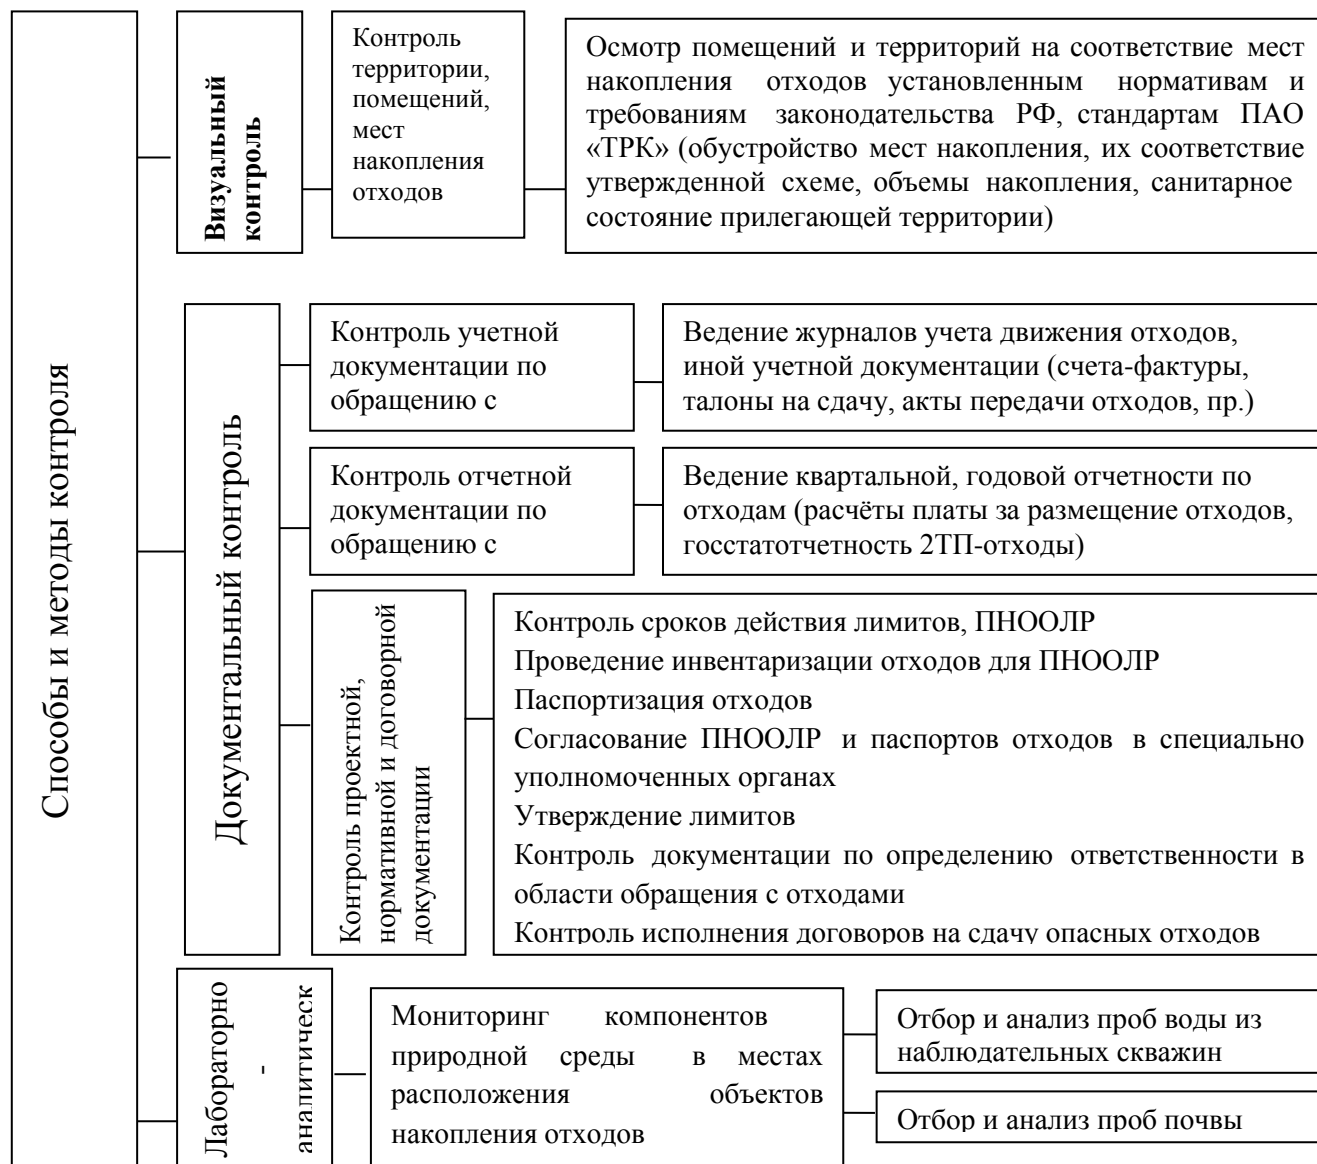 Способы и методы контроля
Визуальный
контроль
Контроль
территории,
помещений,
мест
накопления
отходов
Осмотр помещений и территорий на соответствие мест
накопления отходов установленным нормативам и
требованиям законодательства РФ, стандартам ПАО
«ТРК» (обустройство мест накопления, их соответствие
утвержденной схеме, объемы накопления, санитарное
состояние прилегающей территории)
Документальный контроль
Контроль учетной
документации по
обращению с
Ведение журналов учета движения отходов,
иной учетной документации (счета-фактуры,
талоны на сдачу, акты передачи отходов, пр.)
Контроль отчетной
документации по
обращению с
Ведение квартальной, годовой отчетности по
отходам (расчёты платы за размещение отходов,
госстатотчетность 2ТП-отходы)
Контроль проектной,
нормативной и договорной
документации
Контроль сроков действия лимитов, ПНООЛР
Проведение инвентаризации отходов для ПНООЛР
Паспортизация отходов
Согласование ПНООЛР и паспортов отходов в специально
уполномоченных органах
Утверждение лимитов
Контроль документации по определению ответственности в
области обращения с отходами
Контроль исполнения договоров на сдачу опасных отходов
Лабораторно
-
аналитическ
Мониторинг компонентов
природной среды в местах
расположения объектов
накопления отходов
Отбор и анализ проб воды из
наблюдательных скважин
Отбор и анализ проб почвы